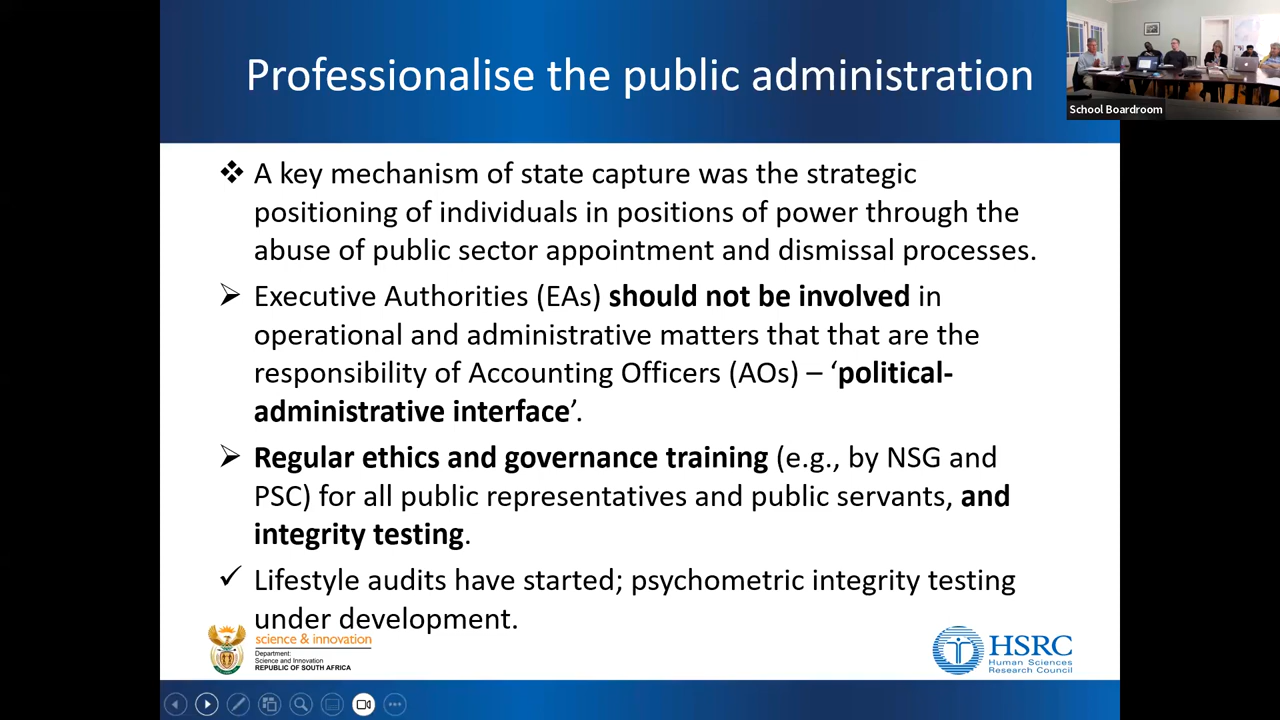 Professionalise the public administration
School Boardroom
❖ A key mechanism of state capture was the strategic
positioning of individuals in positions of power through the
abuse of public sector appointment and dismissal processes.
➢ Executive Authorities (EAs) should not be involved in
operational and administrative matters that that are the
responsibility of Accounting Officers (AOs) – ‘political-
administrative interface’.
➢ Regular ethics and governance training (e.g., by NSG and
PSC) for all public representatives and public servants, and
integrity testing.
✓ Lifestyle audits have started; psychometric integrity testing
under development.
science & innovation
Department:
Science and Innovation
REPUBLIC OF SOUTH AFRICA
HSRC
Human Sciences
Research Council